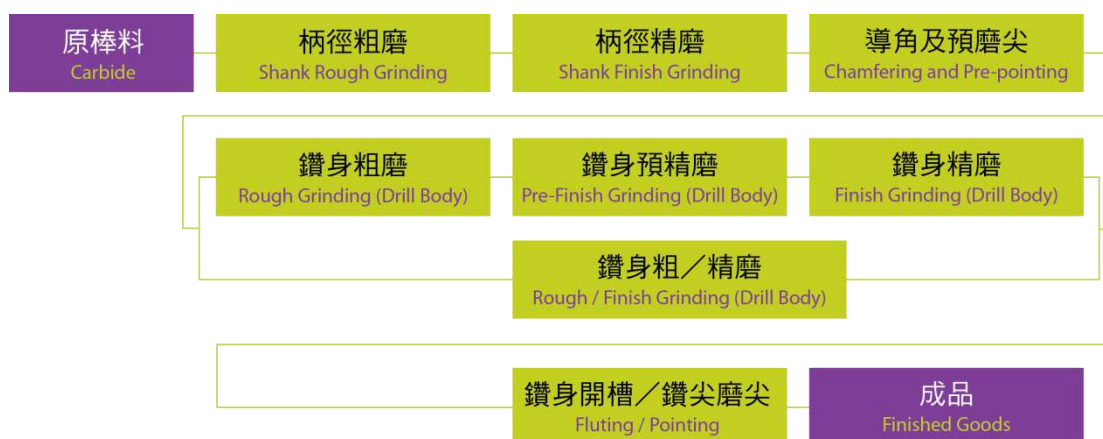 原棒料
Carbide
柄徑粗磨
Shank Rough Grinding
柄徑精磨
Shank Finish Grinding
導角及預磨尖
Chamfering and Pre-pointing
鑽身粗磨
Rough Grinding (Drill Body)
鑽身預精磨
Pre-Finish Grinding (Drill Body)
鑽身精磨
Finish Grinding (Drill Body)
鑽身粗／精磨
Rough / Finish Grinding (Drill Body)
鑽身開槽／鑽尖磨尖
Fluting / Pointing
成品
Finished Goods